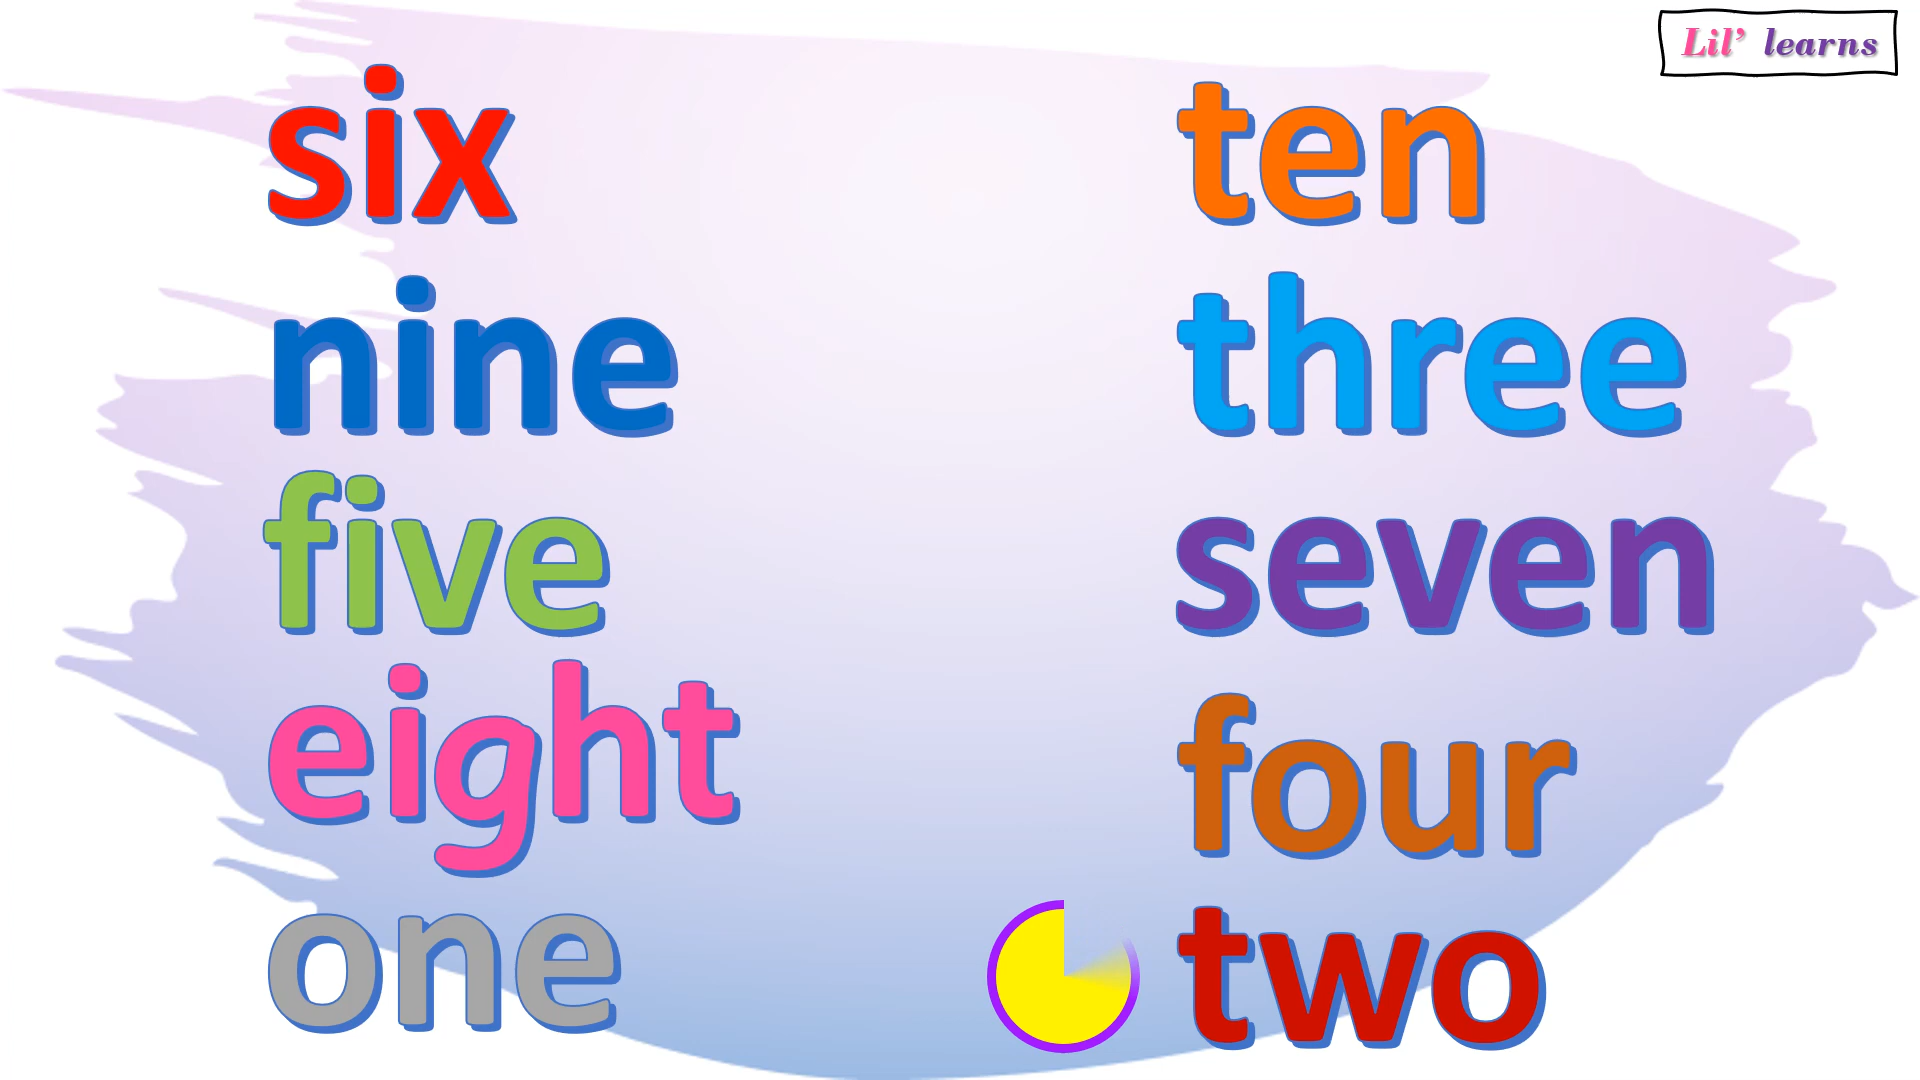 Lil’ learns
six
nine
five
eight
one
ten
three
seven
four
two